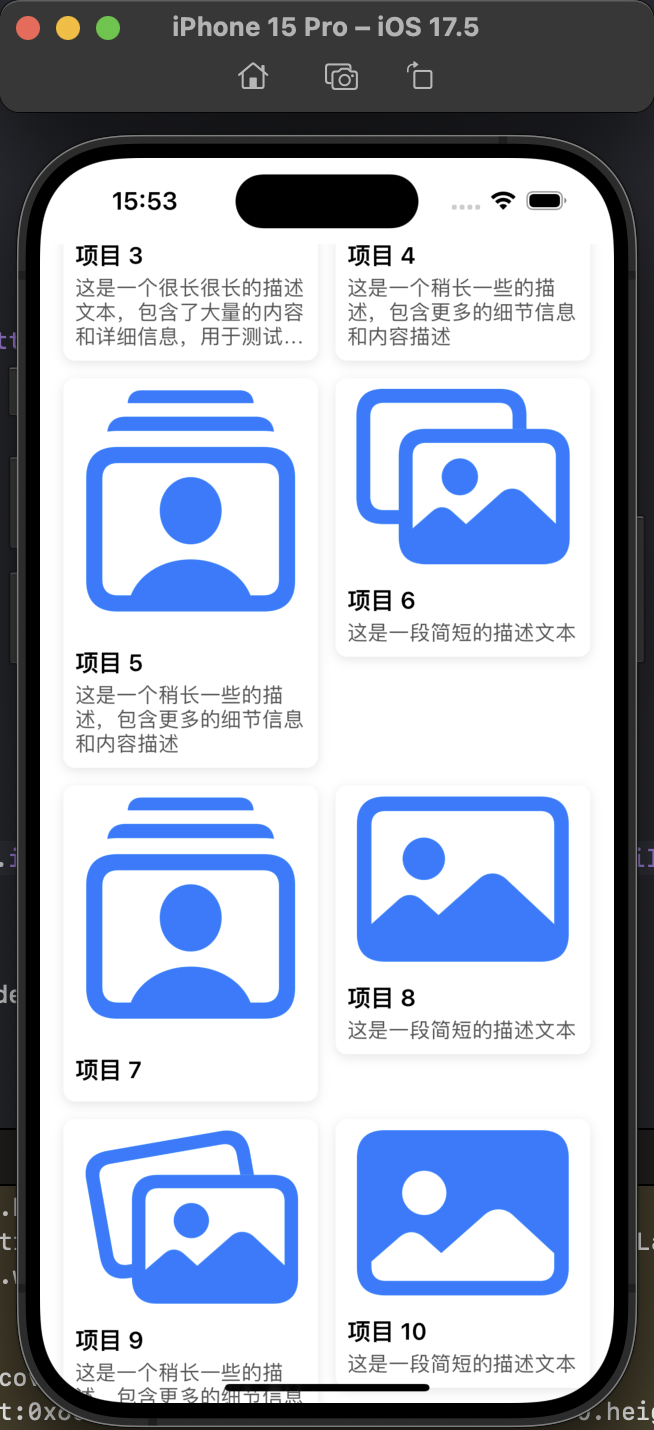 iPhone 15 Pro – iOS 17.5
15:53
项目 3
这是一个很长很长的描述
文本，包含了大量的内容
和详细信息，用于测试...
项目 4
这是一个稍长一些的描
述，包含更多的细节信息
和内容描述
项目 5
这是一个稍长一些的描
述，包含更多的细节信息
和内容描述
项目 6
这是一段简短的描述文本
项目 7
项目 8
这是一段简短的描述文本
项目 9
这是一个稍长一些的描
述，包含更多的细节信息
项目 10
这是一段简短的描述文本